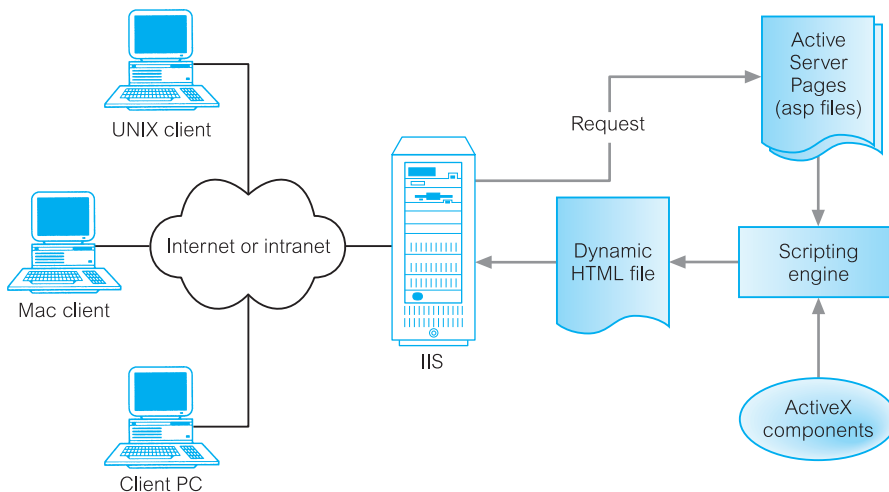 UNIX client
Mac client
Client PC
Internet or intranet
IIS
Request
Active
Server
Pages
(asp files)
Dynamic
HTML file
Scripting
engine
ActiveX
components